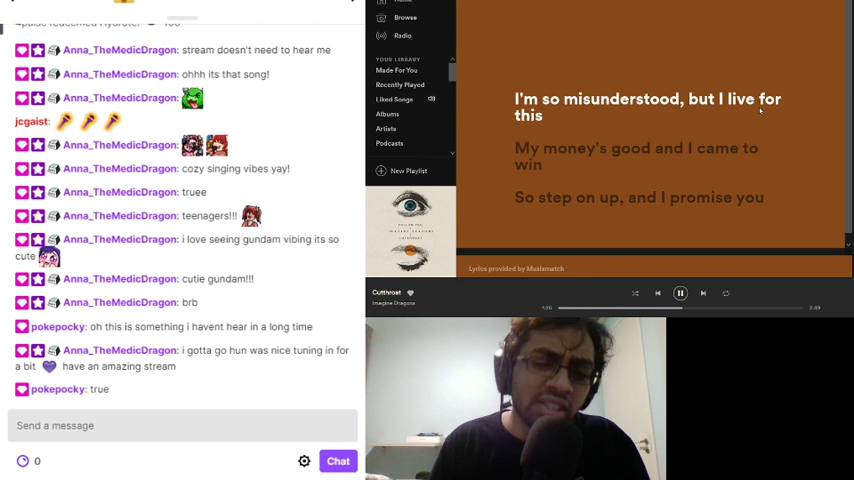 Anna_TheMedicDragon: stream doesn't need to hear me
Anna_TheMedicDragon: ohhh its that song!
Anna_TheMedicDragon:
jcgaist:
Anna_TheMedicDragon:
Anna_TheMedicDragon: cozy singing vibes yay!
Anna_TheMedicDragon: truee
Anna_TheMedicDragon: teenagers!!!
Anna_TheMedicDragon: i love seeing gundam vibing its so
cute
Anna_TheMedicDragon: cutie gundam!!!
Anna_TheMedicDragon: brb
pokepocky: oh this is something i havent hear in a long time
Anna_TheMedicDragon: i gotta go hun was nice tuning in for
a bit have an amazing stream
pokepocky: true
Send a message
0
Chat
Browse
Radio
YOUR LIBRARY
Made For You
Recently Played
Liked Songs
Albums
Artists
Podcasts
New Playlist
I'm so misunderstood, but I live for
this
My money's good and I came to
win
So step on up, and I promise you
Lyrics provided by Musixmatch
Cutthroat
Imagine Dragons
1:26
2:49